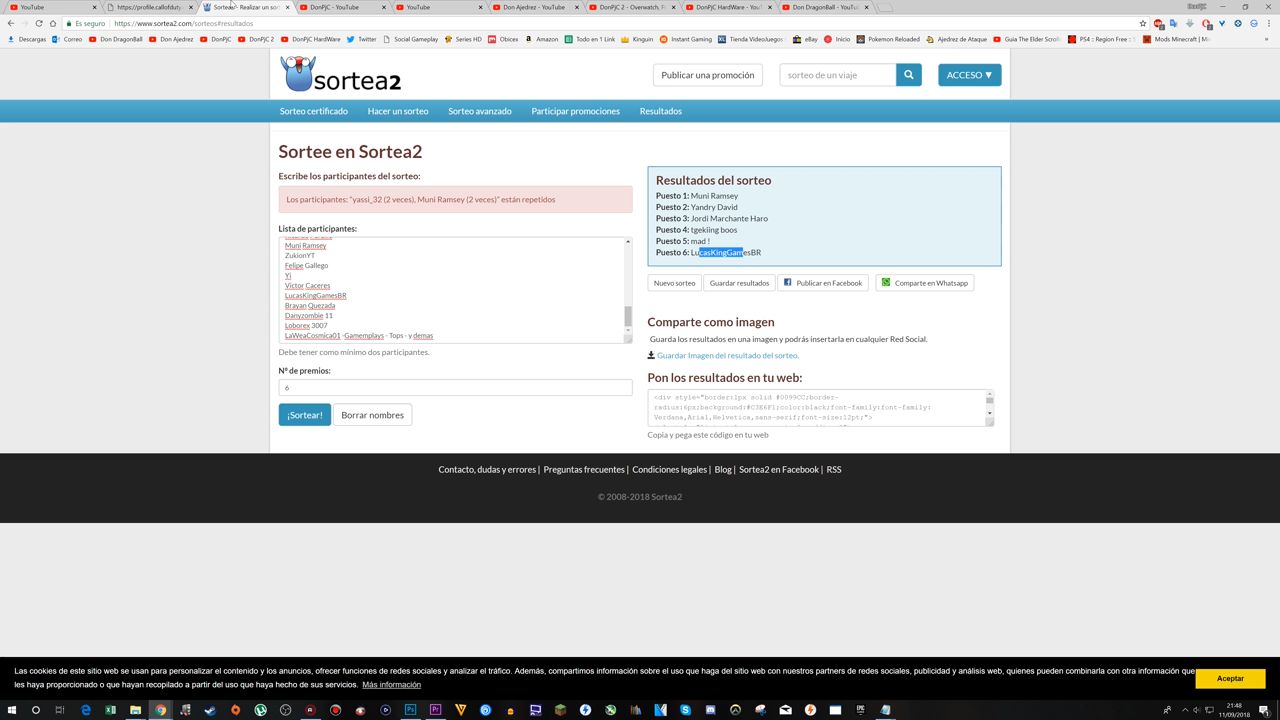 YouTube
https://profile.callofduty
Sorteos - Realizar un sort
DonPjC - YouTube
YouTube
Don Ajedrez - YouTube
DonPjC 2 - Overwatch, F
DonPjC HardWare - You
Don DragonBall - YouTu
Es seguro
https://www.sortea2.com/sorteos#resultados
Descargas
Correo
Don DragonBall
Don Ajedrez
DonPjC
DonPjC 2
DonPjC HardWare
Twitter
Social Gameplay
Series HD
Obicex
Amazon
Todo en 1 Link
Kinguin
Instant Gaming
Tienda VideoJuegos
eBay
Inicio
Pokemon Reloaded
Ajedrez de Ataque
Guia The Elder Scroll
PS4 :: Region Free ::
Mods Minecraft | Mi
»
sortea2
Publicar una promoción
sorteo de un viaje
ACCESO ▼
Sorteo certificado
Hacer un sorteo
Sorteo avanzado
Participar promociones
Resultados
Sortee en Sortea2
Escribe los participantes del sorteo:
Los participantes: "yassi_32 (2 veces), Muni Ramsey (2 veces)" están repetidos
Lista de participantes:
Muni Ramsey
ZukionYT
Felipe Gallego
Yi
Victor Caceres
LucasKingGamesBR
Brayan Quezada
Danyzombie 11
Loborex 3007
LaWeaCosmica01 -Gamemplays - Tops - y demas
Debe tener como mínimo dos participantes.
Nº de premios:
6
¡Sortear!
Borrar nombres
Resultados del sorteo
Puesto 1: Muni Ramsey
Puesto 2: Yandry David
Puesto 3: Jordi Marchante Haro
Puesto 4: tgekiing boos
Puesto 5: mad !
Puesto 6: LucasKingGamesBR
Nuevo sorteo
Guardar resultados
Publicar en Facebook
Comparte en Whatsapp
Comparte como imagen
Guarda los resultados en una imagen y podrás insertarla en cualquier Red Social.
Guardar Imagen del resultado del sorteo.
Pon los resultados en tu web:
<div style="border:1px solid #0099CC;border-
radius:6px;background:#C3E6F1;color:black;font-family:font-family:
Verdana,Arial,Helvetica,sans-serif;font-size:12pt;">
Copia y pega este código en tu web
Contacto, dudas y errores | Preguntas frecuentes | Condiciones legales | Blog | Sortea2 en Facebook | RSS
© 2008-2018 Sortea2
Las cookies de este sitio web se usan para personalizar el contenido y los anuncios, ofrecer funciones de redes sociales y analizar el tráfico. Además, compartimos información sobre el uso que haga del sitio web con nuestros partners de redes sociales, publicidad y análisis web, quienes pueden combinarla con otra información que
les haya proporcionado o que hayan recopilado a partir del uso que haya hecho de sus servicios. Más información
Aceptar
21:48
11/09/2018